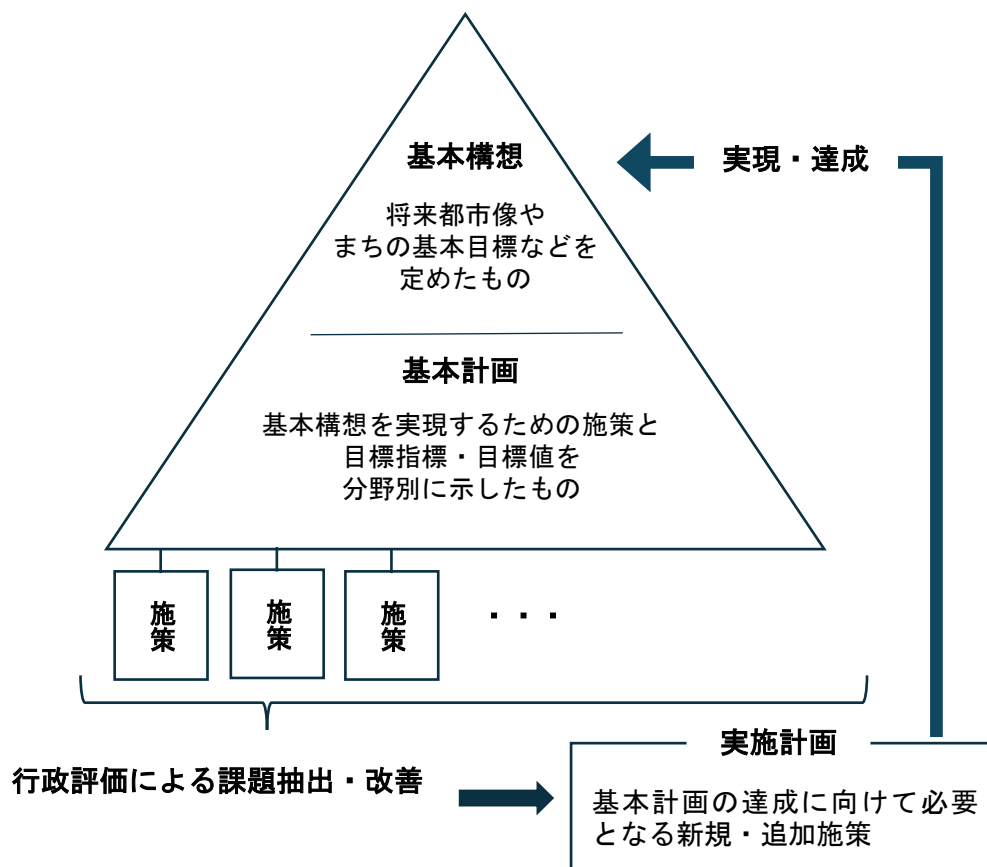 基本構想
将来都市像や
まちの基本目標などを
定めたもの
実現・達成
基本計画
基本構想を実現するための施策と
目標指標・目標値を
分野別に示したもの
施策
施策
施策
・・・
行政評価による課題抽出・改善
実施計画
基本計画の達成に向けて必要
となる新規・追加施策